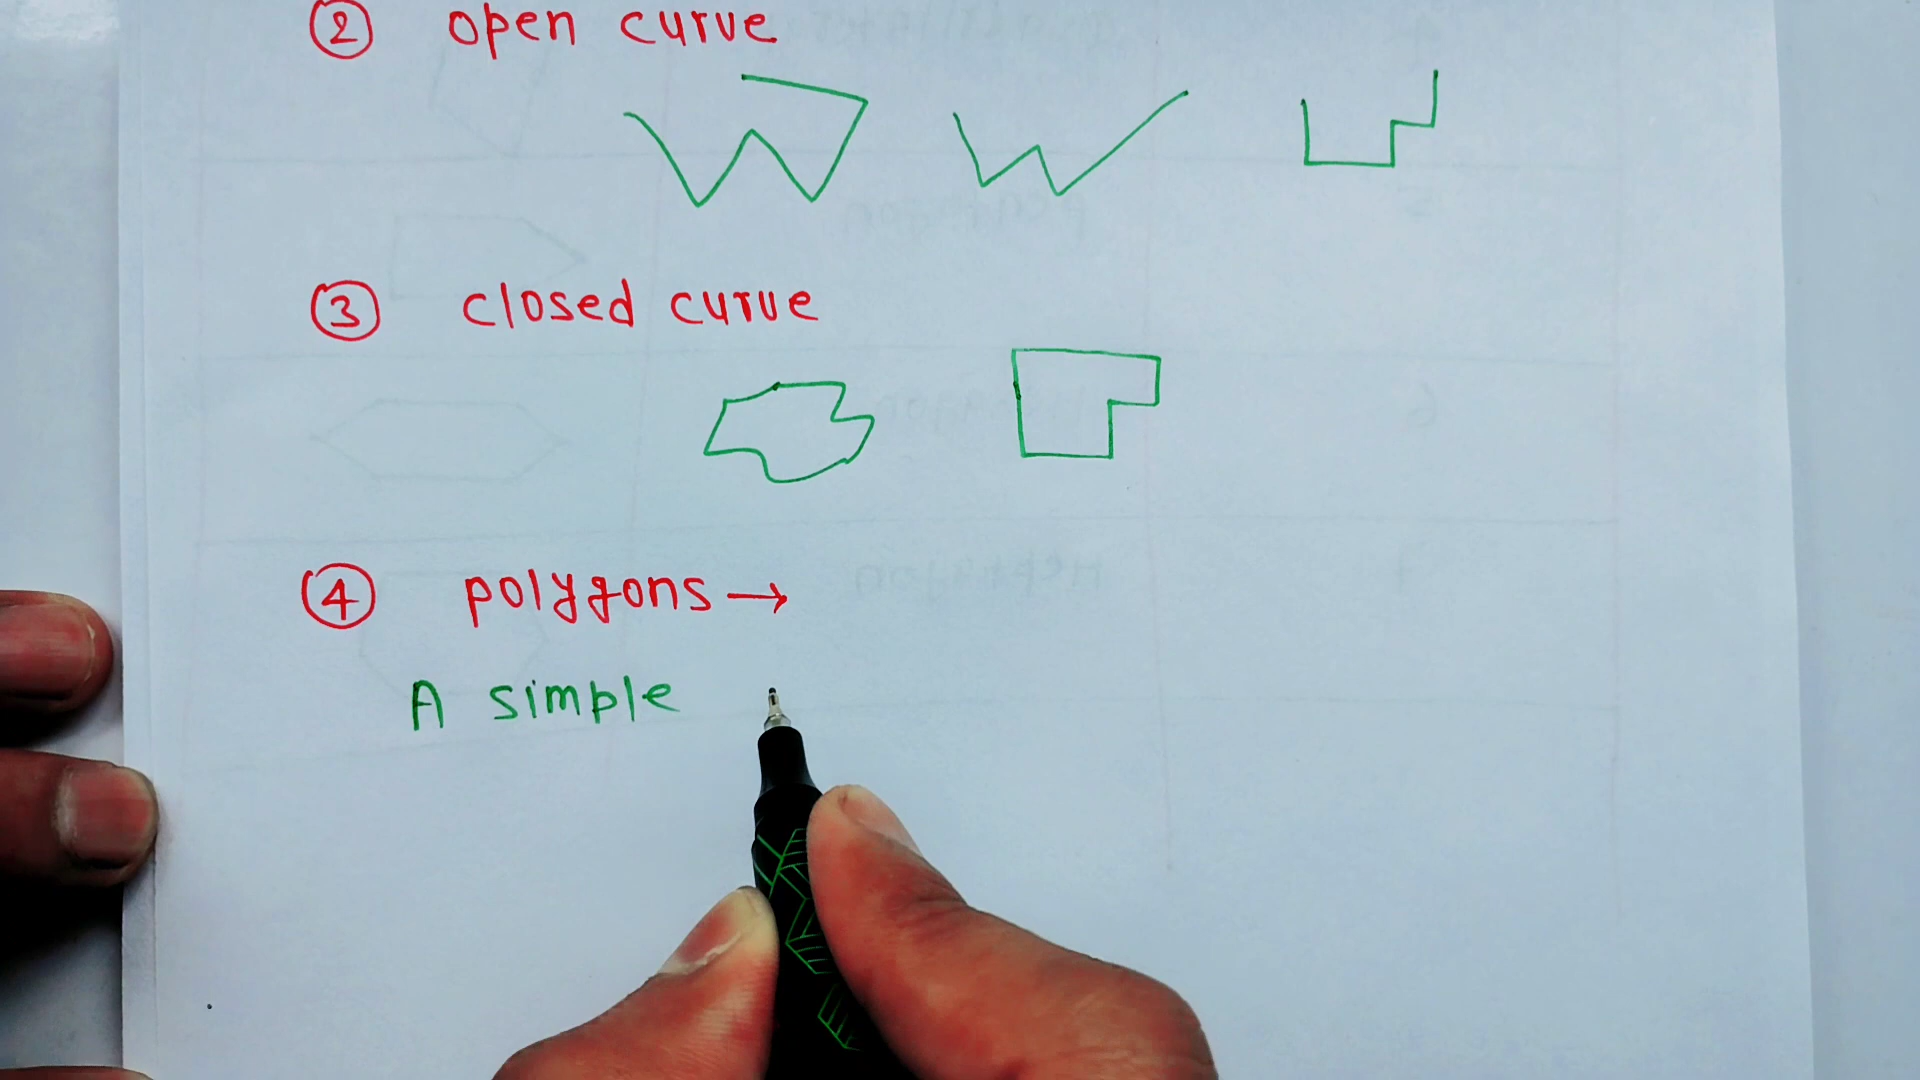 ② open curve
③ closed curve
④ polygons →
A simple